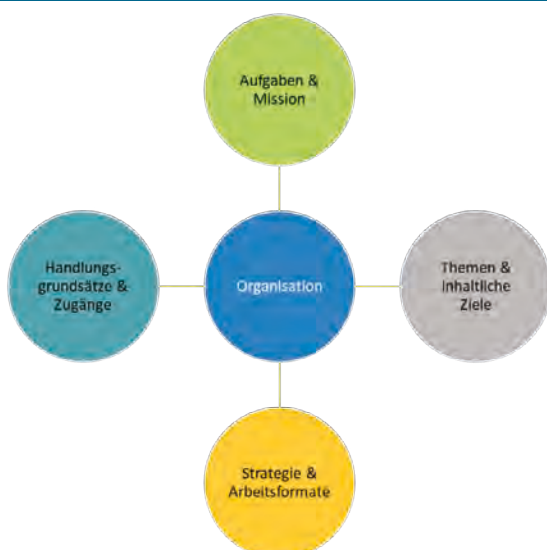 Aufgaben &
Mission
Handlungs-
grundsätze &
Zugänge
Organisation
Themen &
inhaltliche
Ziele
Strategie &
Arbeitsformate